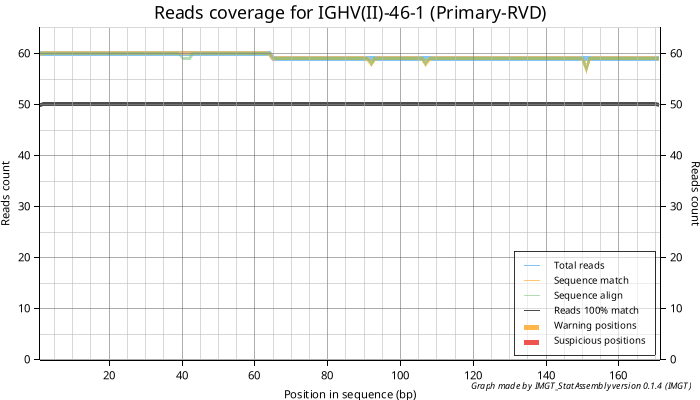 Reads coverage for IGHV(II)-46-1 (Primary-RVD)
60 60
50 50
40 40
30 30
20 20
10 10
0 0
Reads count
Reads count
Total reads
Sequence match
Sequence align
Reads 100% match
Warning positions
Suspicious positions
20 40 60 80 100 120 140 160
Position in sequence (bp)
Graph made by IMGT_StatAssembly version 0.1.4 (IMGT)